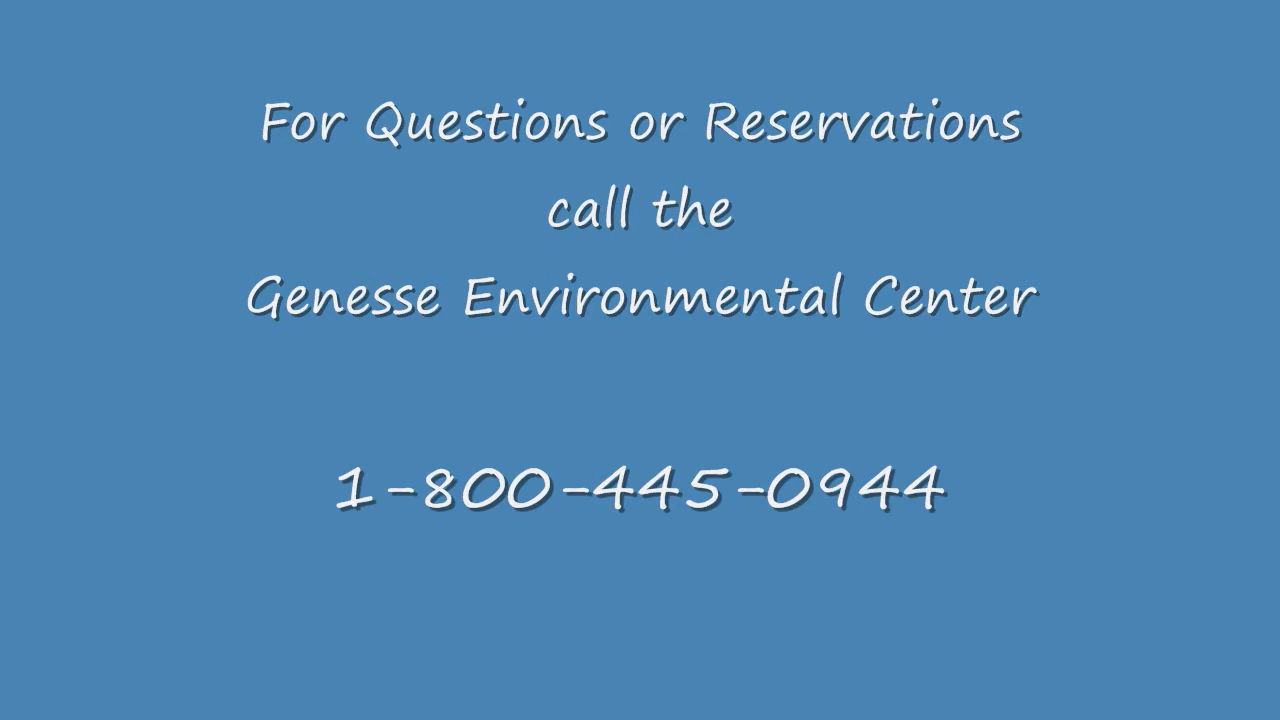 For Questions or Reservations
call the
Genesse Environmental Center
1-800-445-0944